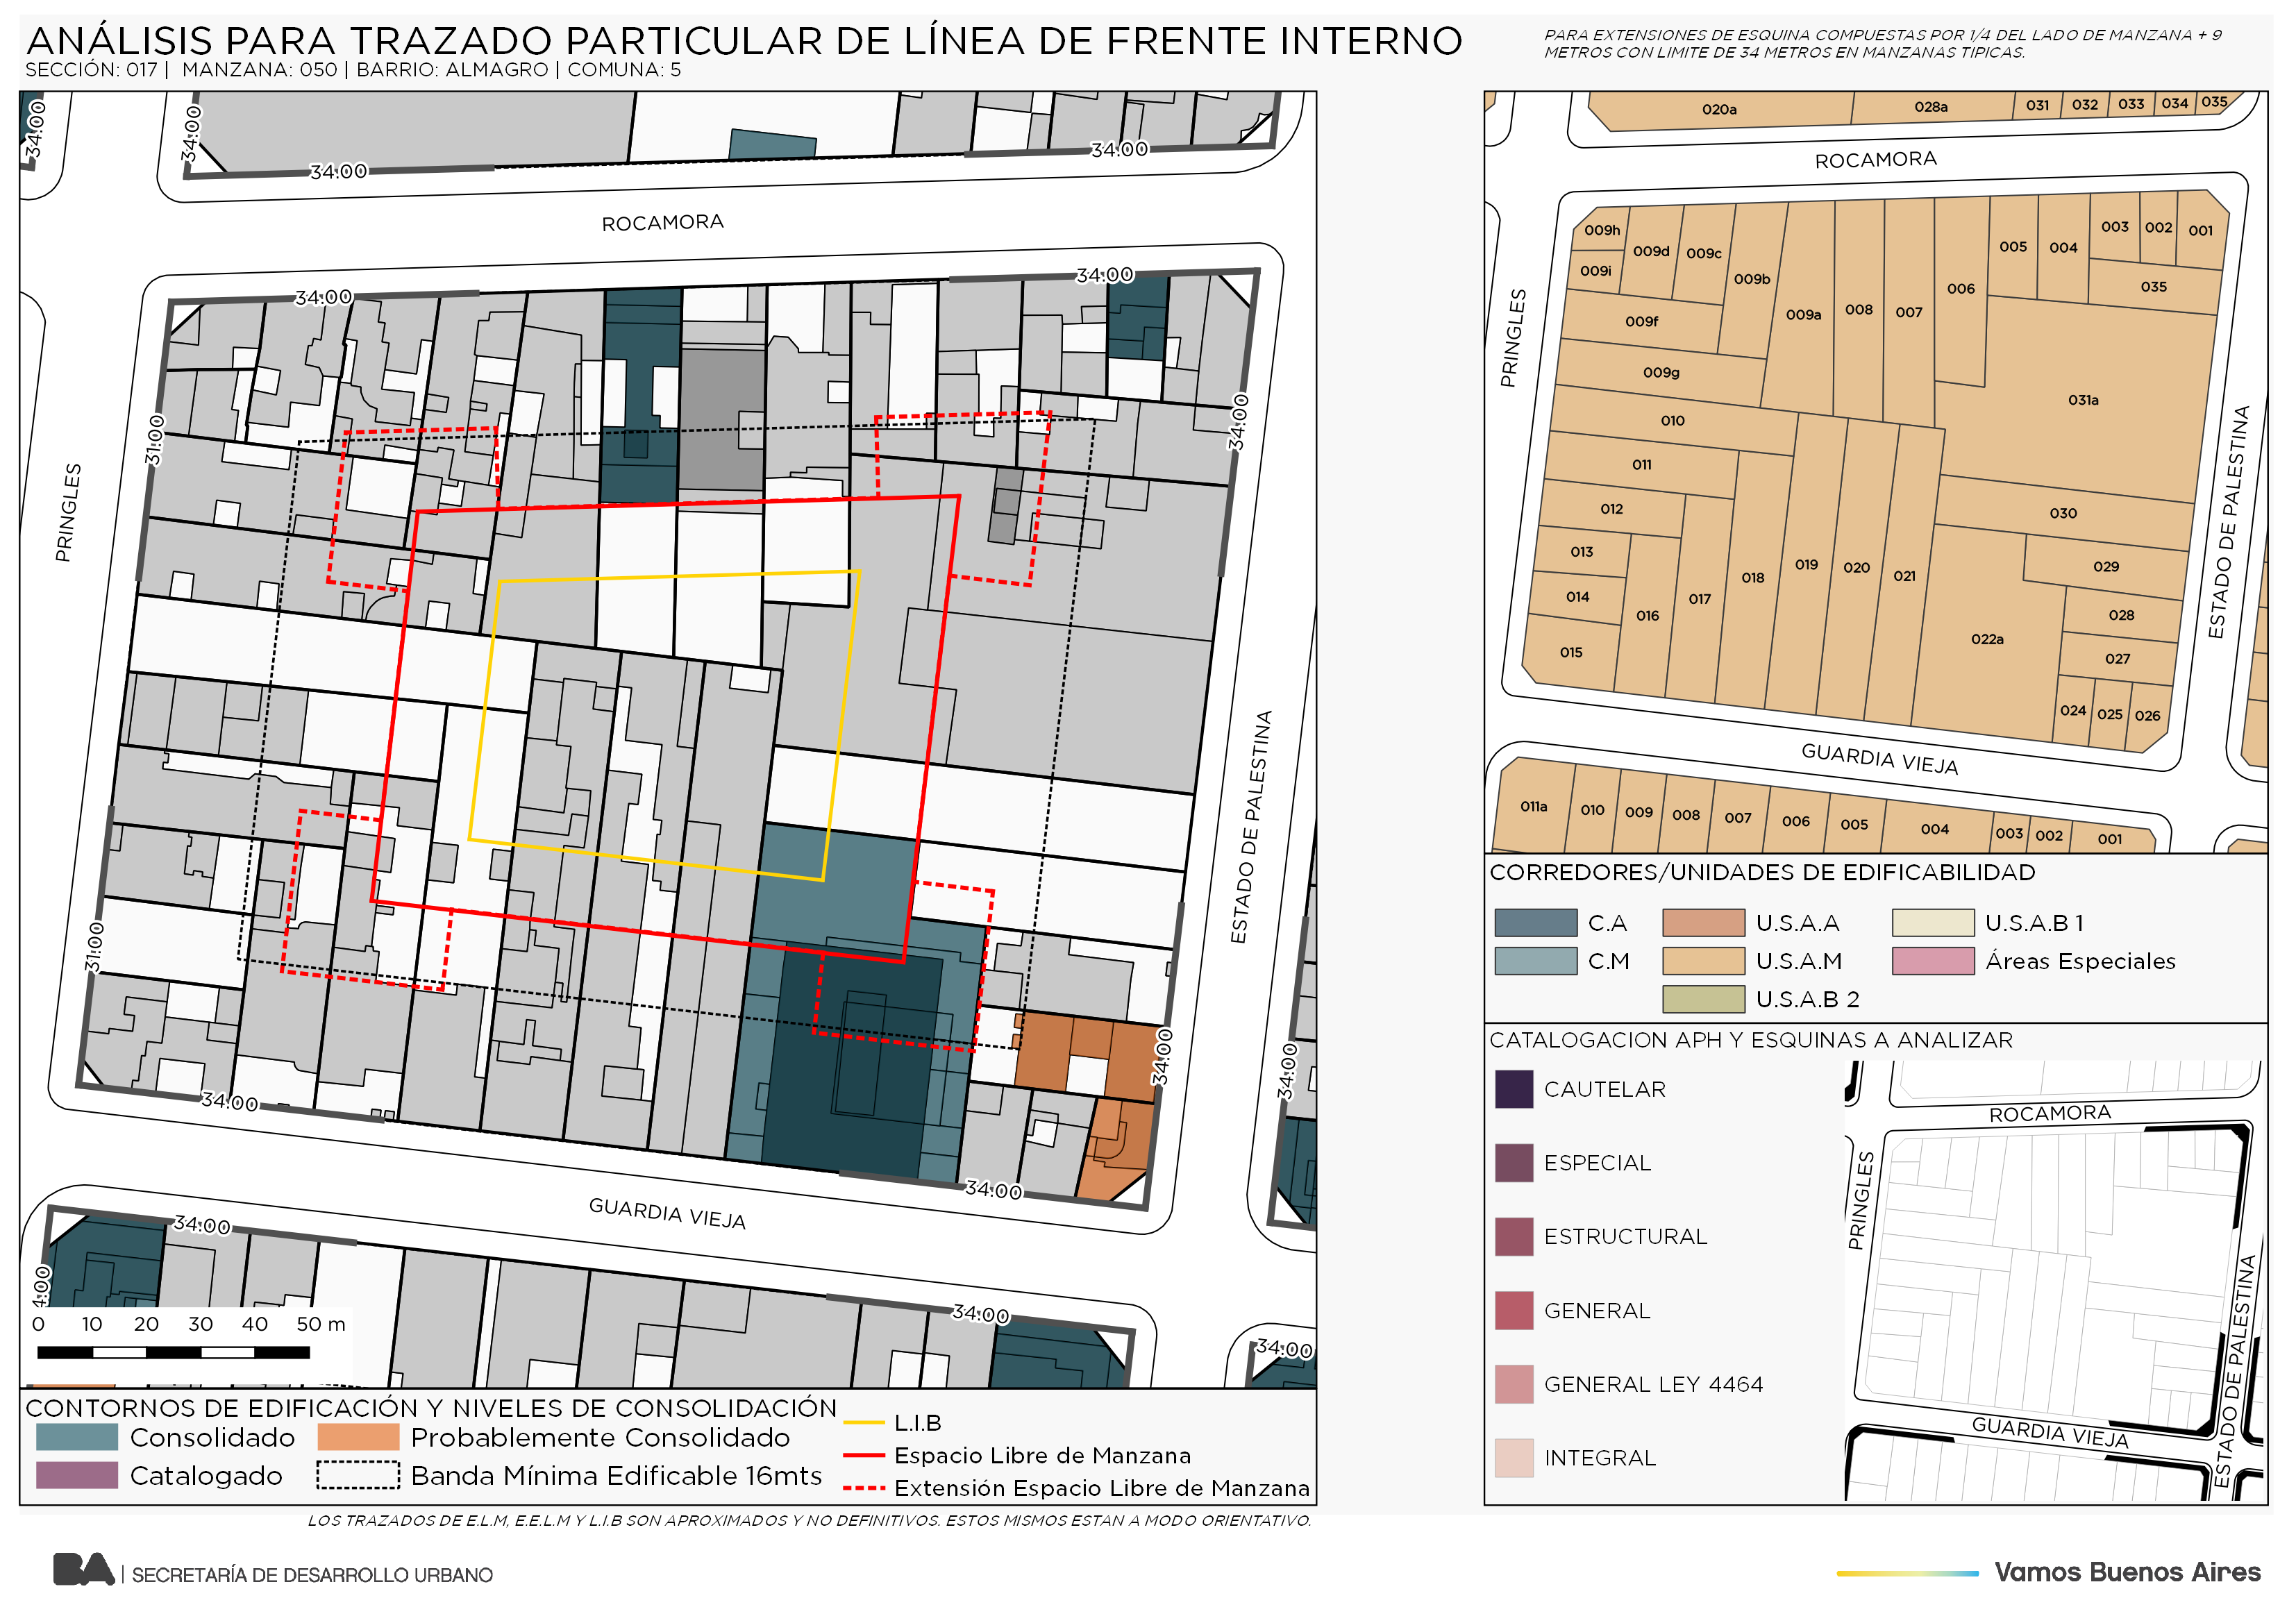 ANÁLISIS PARA TRAZADO PARTICULAR DE LÍNEA DE FRENTE INTERNO
SECCIÓN: 017 | MANZANA: 050 | BARRIO: ALMAGRO | COMUNA: 5
PARA EXTENSIONES DE ESQUINA COMPUESTAS POR 1/4 DEL LADO DE MANZANA + 9
METROS CON LIMITE DE 34 METROS EN MANZANAS TIPICAS.
34:00
34:00
34:00
34:00
ROCAMORA
34:00
34:00
31:00
34:00
PRINGLES
ESTADO DE PALESTINA
31:00
34:00
34:00
34:00
34:00
GUARDIA VIEJA
34:00
4:00
34:00
34:00
0 10 20 30 40 50 m
CONTORNOS DE EDIFICACIÓN Y NIVELES DE CONSOLIDACIÓN
Consolidado
Probablemente Consolidado
Catalogado
Banda Mínima Edificable 16mts
L.I.B
Espacio Libre de Manzana
Extensión Espacio Libre de Manzana
LOS TRAZADOS DE E.L.M, E.E.L.M Y L.I.B SON APROXIMADOS Y NO DEFINITIVOS. ESTOS MISMOS ESTAN A MODO ORIENTATIVO.
020a 028a 031 032 033 034 035
ROCAMORA
009h 009d 009c 009b 009a 008 007 006 005 004 003 002 001
009i
035
009f
009g
031a
010
011
012
030
013
029
014
028
015 016 017 018 019 020 021 022a
027
024 025 026
PRINGLES
ESTADO DE PALESTINA
GUARDIA VIEJA
011a 010 009 008 007 006 005 004 003 002 001
CORREDORES/UNIDADES DE EDIFICABILIDAD
C.A
U.S.A.A
U.S.A.B 1
C.M
U.S.A.M
Áreas Especiales
U.S.A.B 2
CATALOGACION APH Y ESQUINAS A ANALIZAR
CAUTELAR
ESPECIAL
ESTRUCTURAL
GENERAL
GENERAL LEY 4464
INTEGRAL
ROCAMORA
PRINGLES
ESTADO DE PALESTINA
GUARDIA VIEJA
BA | SECRETARÍA DE DESARROLLO URBANO
Vamos Buenos Aires